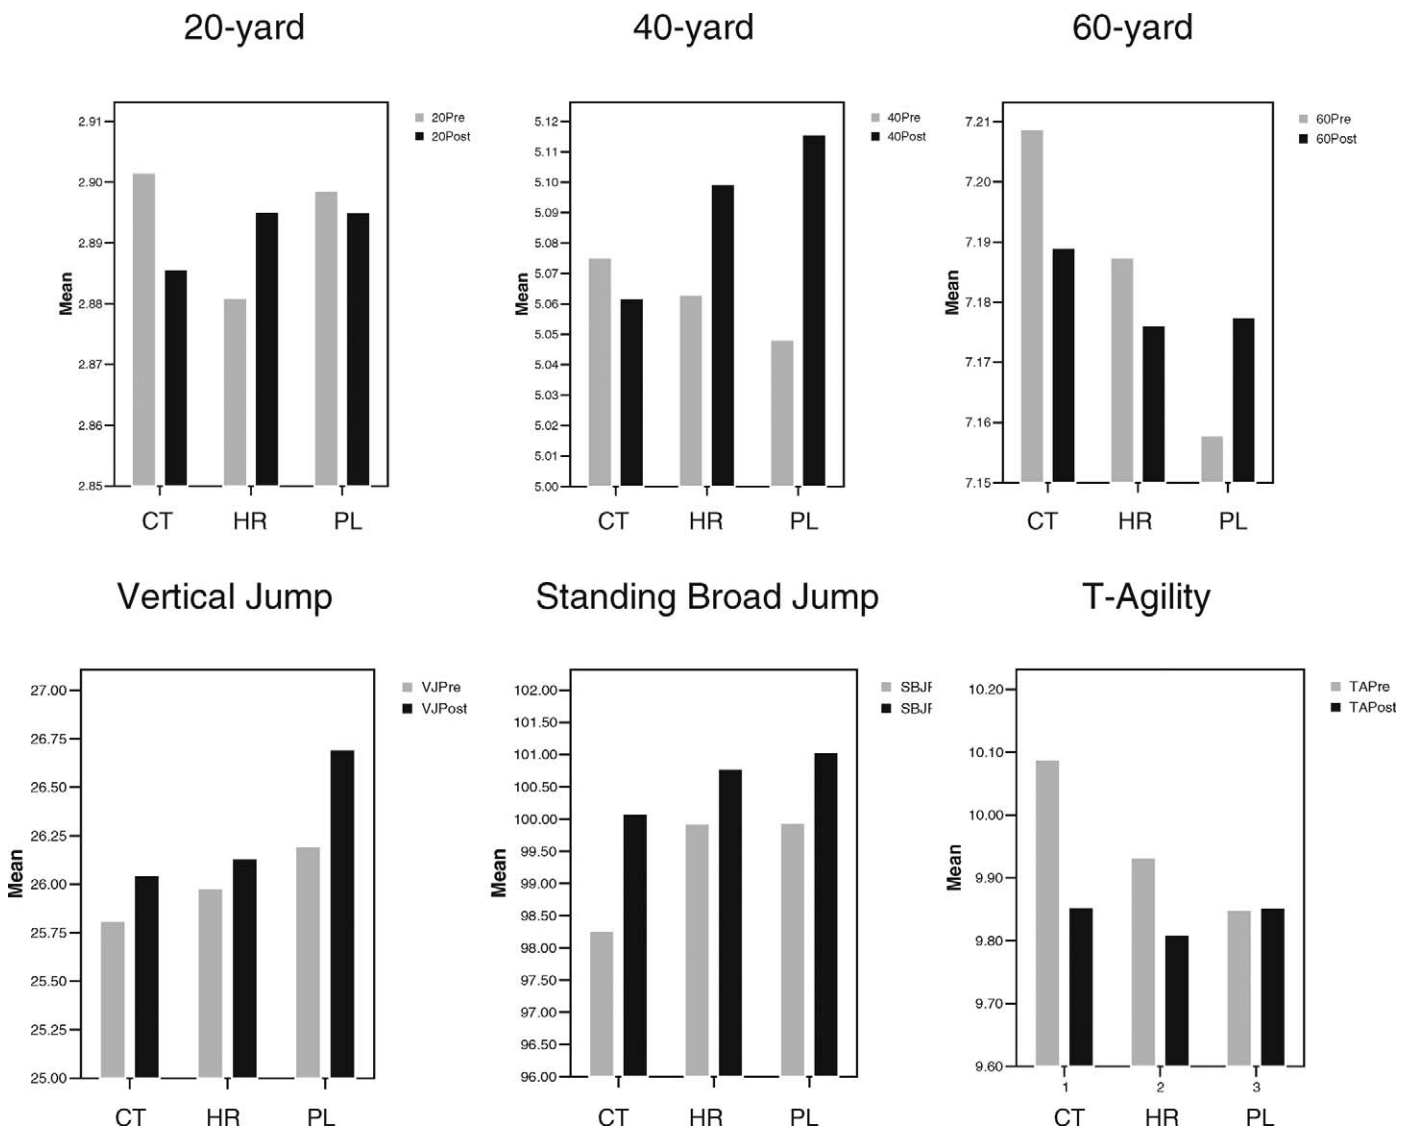 20-yard
2.91
2.90
2.89
2.88
2.87
2.86
2.85
Mean
CT HR PL
20Pre
20Post
40-yard
5.12
5.11
5.10
5.09
5.08
5.07
5.06
5.05
5.04
5.03
5.02
5.01
5.00
Mean
CT HR PL
40Pre
40Post
60-yard
7.21
7.20
7.19
7.18
7.17
7.16
7.15
Mean
CT HR PL
60Pre
60Post
Vertical Jump
27.00
26.75
26.50
26.25
26.00
25.75
25.50
25.25
25.00
Mean
CT HR PL
VJPre
VJPost
Standing Broad Jump
102.00
101.50
101.00
100.50
100.00
99.50
99.00
98.50
98.00
97.50
97.00
96.50
96.00
Mean
CT HR PL
SBJF
SBJF
T-Agility
10.20
10.10
10.00
9.90
9.80
9.70
9.60
Mean
1 2 3
CT HR PL
TAPre
TAPost